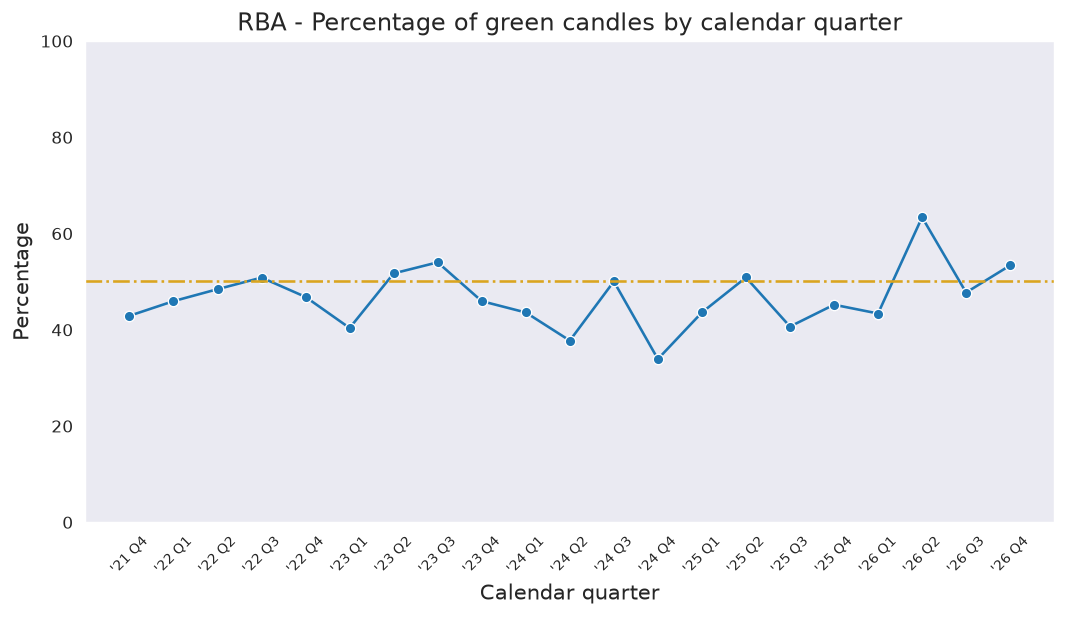 RBA - Percentage of green candles by calendar quarter
100
80
60
40
20
0
Percentage
'21 Q4
'22 Q1
'22 Q2
'22 Q3
'22 Q4
'23 Q1
'23 Q2
'23 Q3
'23 Q4
'24 Q1
'24 Q2
'24 Q3
'24 Q4
'25 Q1
'25 Q2
'25 Q3
'25 Q4
'26 Q1
'26 Q2
'26 Q3
'26 Q4
Calendar quarter